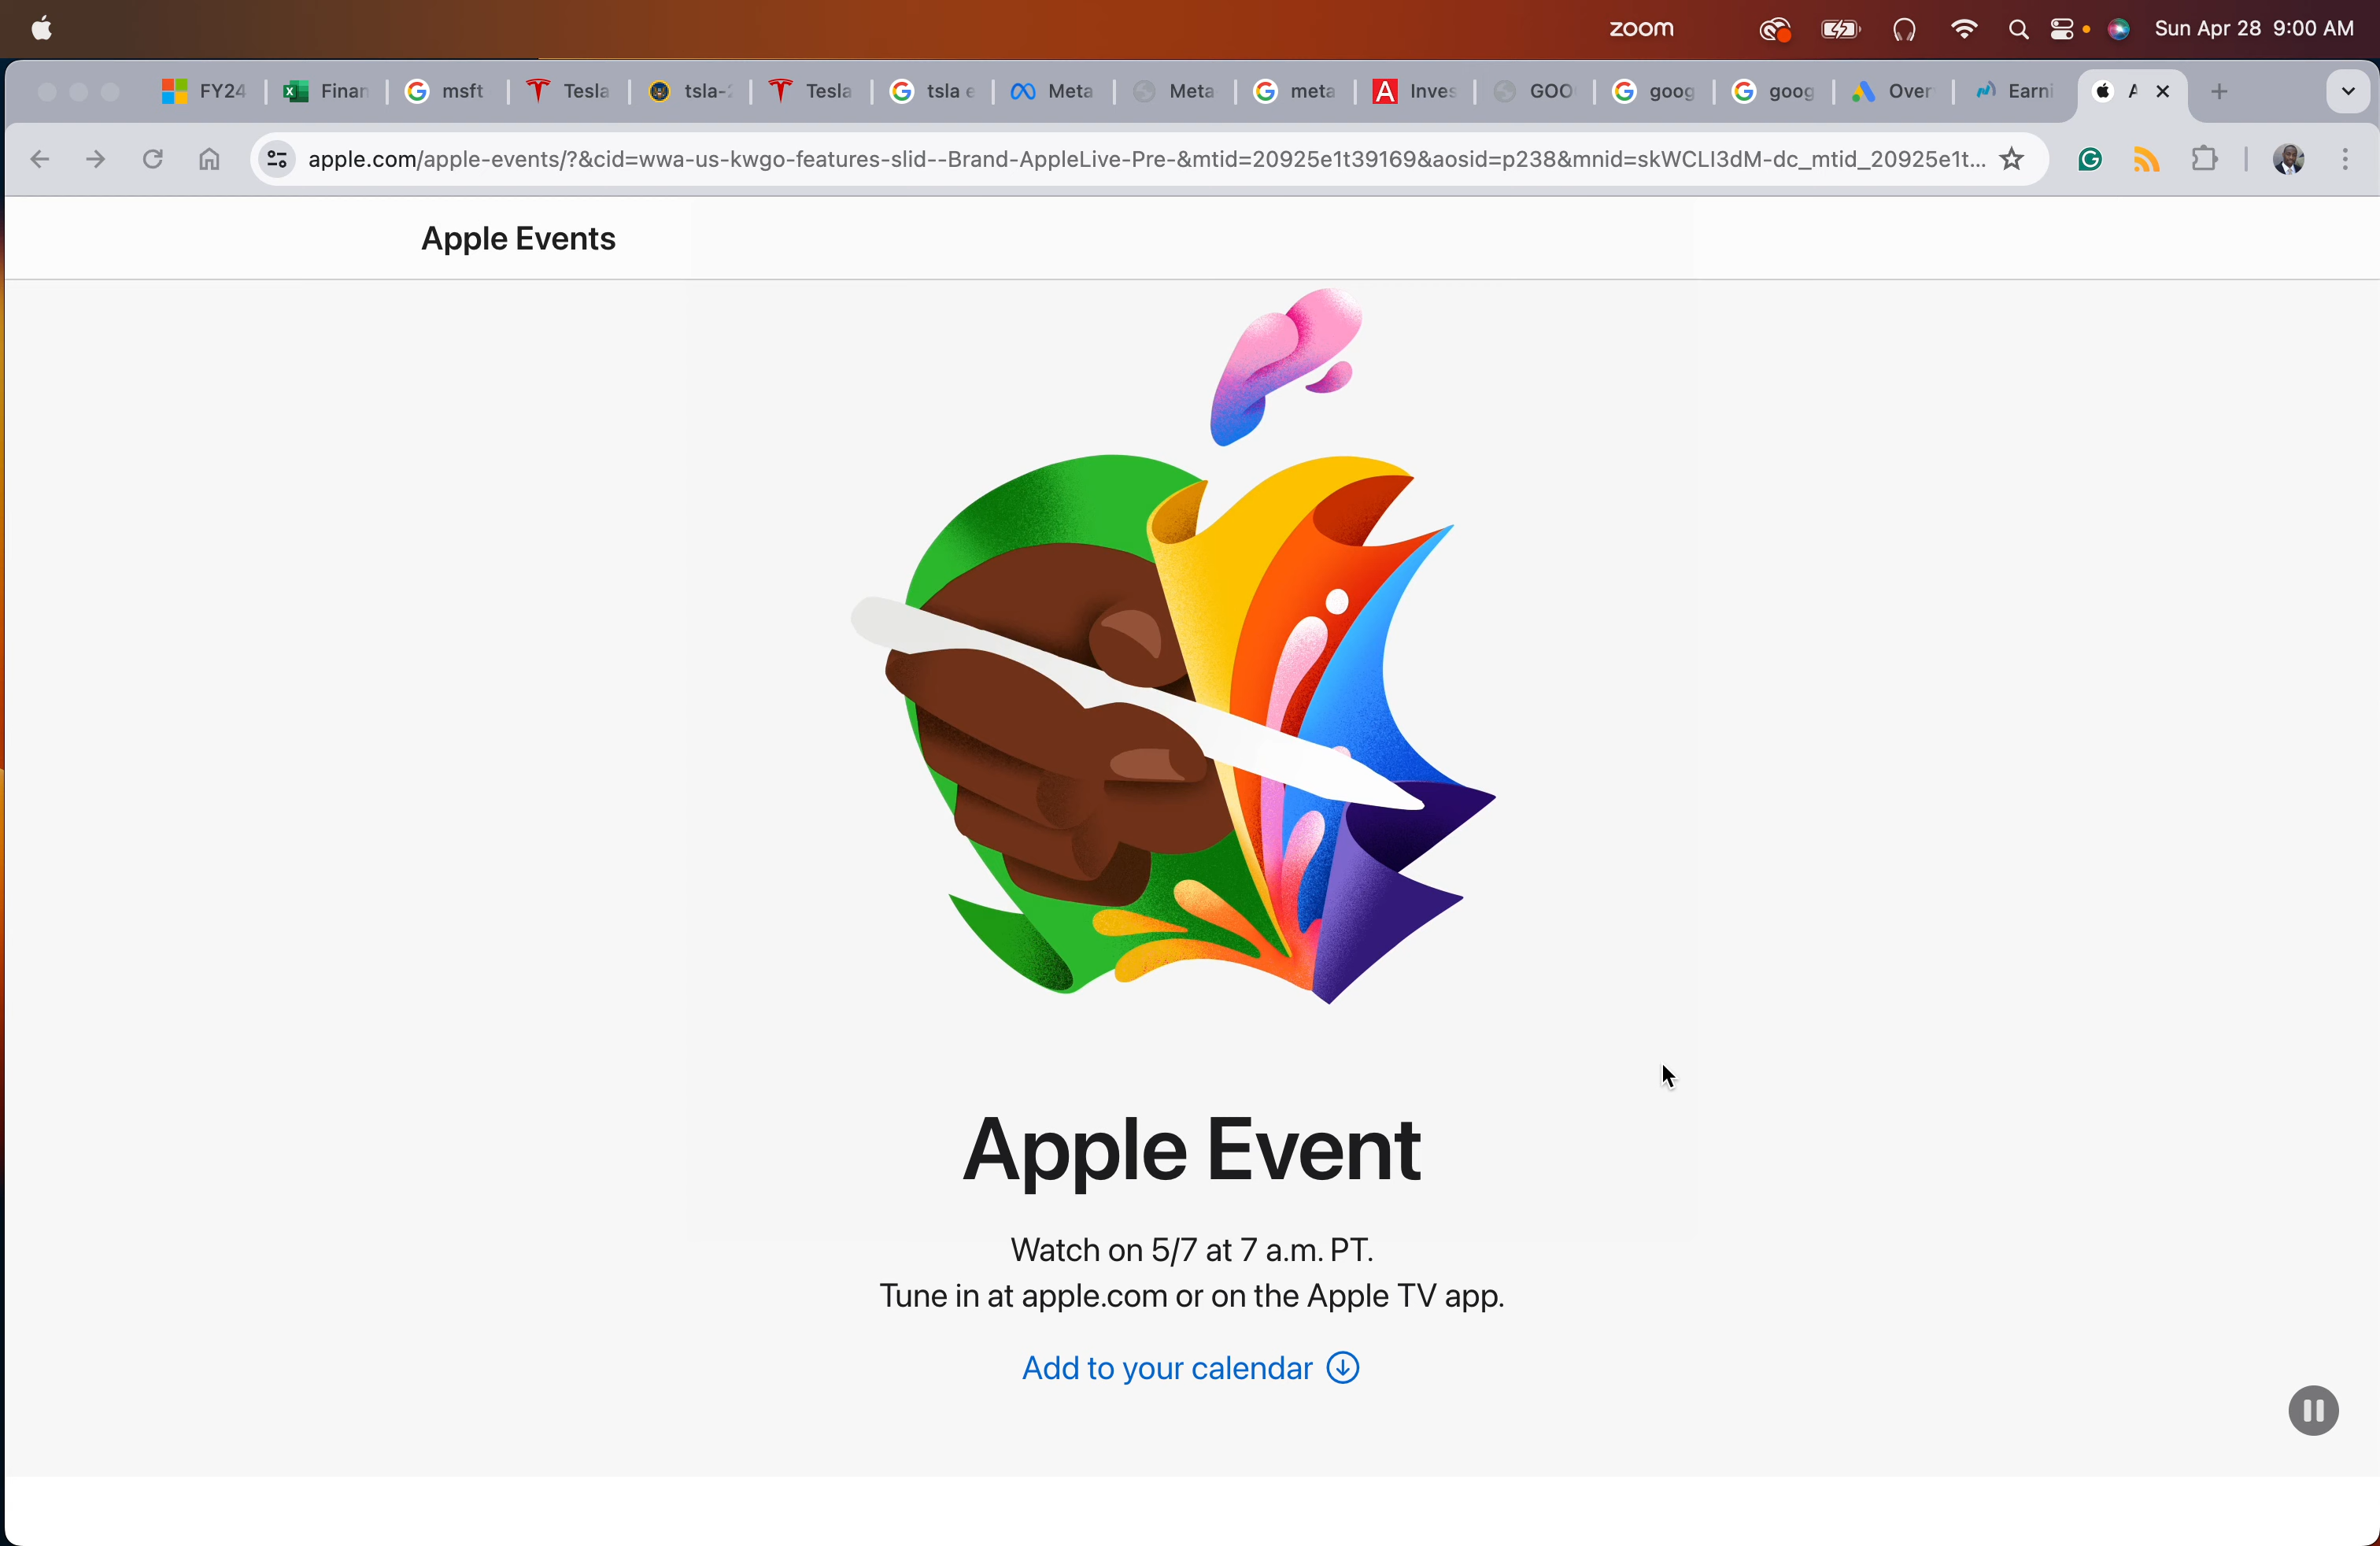 zoom
Sun Apr 28 9:00 AM
FY24
Finan
msft
Tesla
tsla-2
Tesla
tsla e
Meta
Meta
meta
Inves
GOO
goog
goog
Over
Earni
A
apple.com/apple-events/?&cid=wwa-us-kwgo-features-slid--Brand-AppleLive-Pre-&mtid=20925e1t39169&aosid=p238&mnid=skWCLI3dM-dc_mtid_20925e1t...
Apple Events
Apple Event
Watch on 5/7 at 7 a.m. PT.
Tune in at apple.com or on the Apple TV app.
Add to your calendar